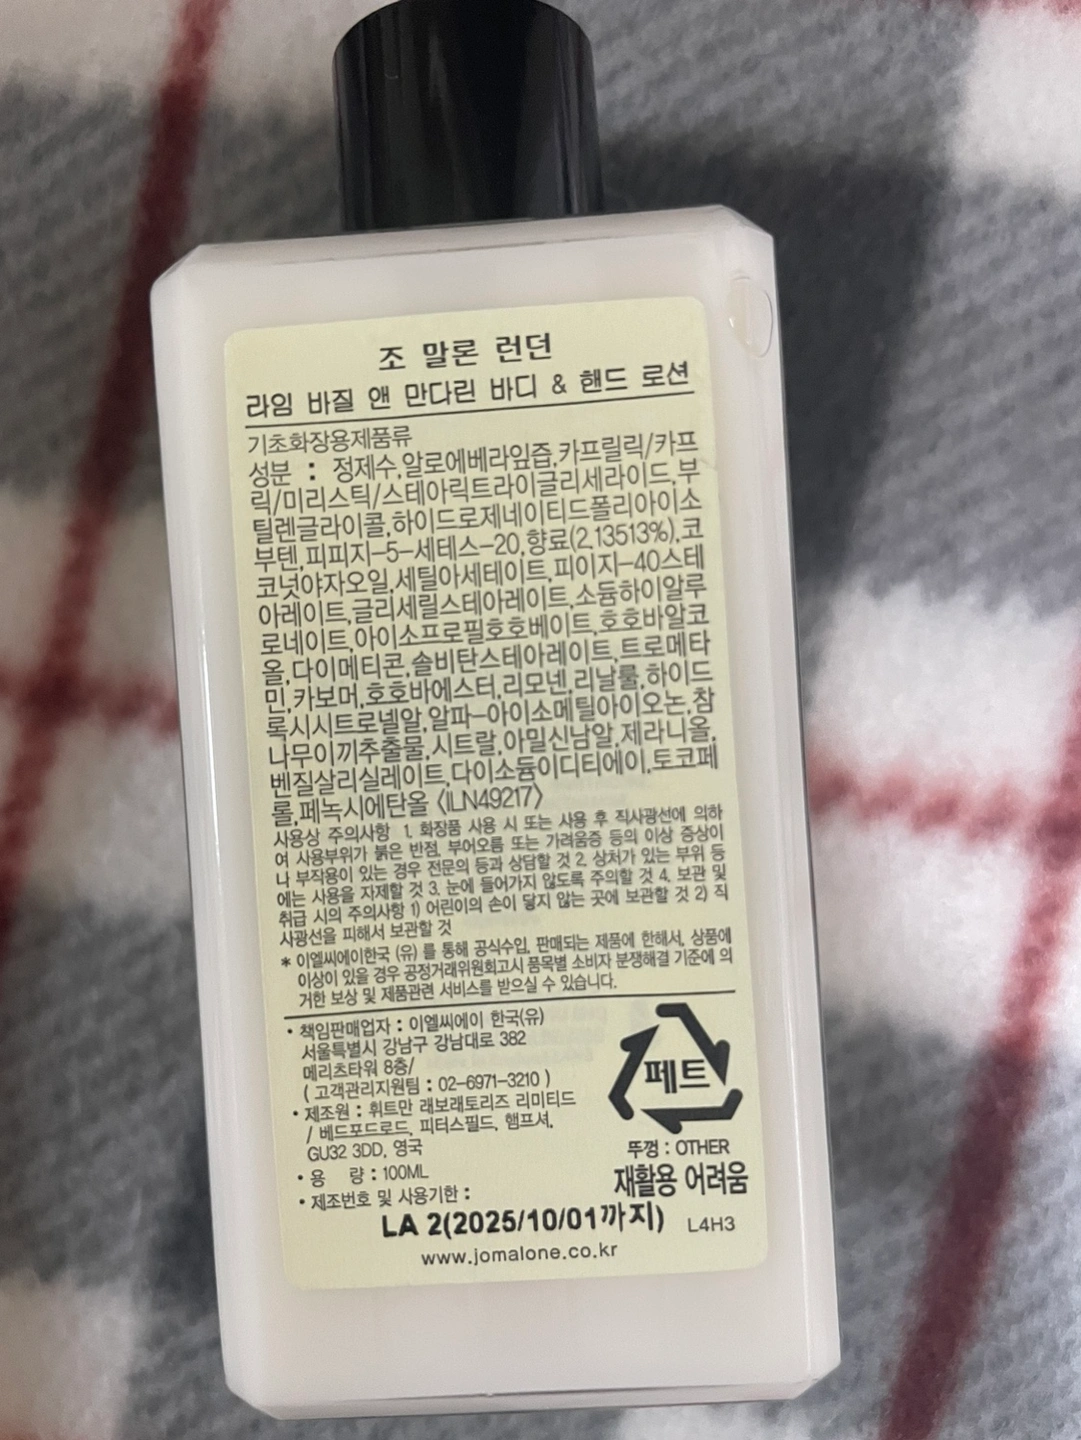 조 말론 런던
라임 바질 앤 만다린 바디 & 핸드 로션
기초화장용제품류
성분 : 정제수,알로에베라잎즙,카프릴릭/카프
릭/미리스틱/스테아릭트라이글리세라이드,부
틸렌글라이콜,하이드로제네이티드폴리아이소
부텐,피피지-5-세테스-20,향료(2.13513%),코
코넛야자오일,세틸아세테이트,피이지-40스테
아레이트,글리세릴스테아레이트,소듐하이알루
로네이트,아이소프로필호호베이트,호호바알코
올,다이메티콘,솔비탄스테아레이트,트로메타
민,카보머,호호바에스터,리모넨,리날룰,하이드
록시시트로넬알,알파-아이소메틸아이오논,참
나무이끼추출물,시트랄,아밀신남알,제라니올,
벤질살리실레이트,다이소듐이디티에이,토코페
롤,페녹시에탄올 〈ILN49217〉
사용상 주의사항 1. 화장품 사용 시 또는 사용 후 직사광선에 의하
여 사용부위가 붉은 반점, 부어오름 또는 가려움증 등의 이상 증상이
나 부작용이 있는 경우 전문의 등과 상담할 것 2. 상처가 있는 부위 등
에는 사용을 자제할 것 3. 눈에 들어가지 않도록 주의할 것 4. 보관 및
취급 시의 주의사항 1) 어린이의 손이 닿지 않는 곳에 보관할 것 2) 직
사광선을 피해서 보관할 것
* 이엘씨에이한국 (유) 를 통해 공식수입, 판매되는 제품에 한해서, 상품에
이상이 있을 경우 공정거래위원회고시 품목별 소비자 분쟁해결 기준에 의
거한 보상 및 제품관련 서비스를 받으실 수 있습니다.
• 책임판매업자 : 이엘씨에이 한국(유)
서울특별시 강남구 강남대로 382
메리츠타워 8층/
( 고객관리지원팀 : 02-6971-3210 )
• 제조원 : 휘트만 래보래토리즈 리미티드
/ 베드포드로드, 피터스필드, 햄프셔,
GU32 3DD, 영국
• 용 량 : 100ML
• 제조번호 및 사용기한 :
LA 2(2025/10/01까지)
L4H3
www.jomalone.co.kr
페트
뚜껑 : OTHER
재활용 어려움